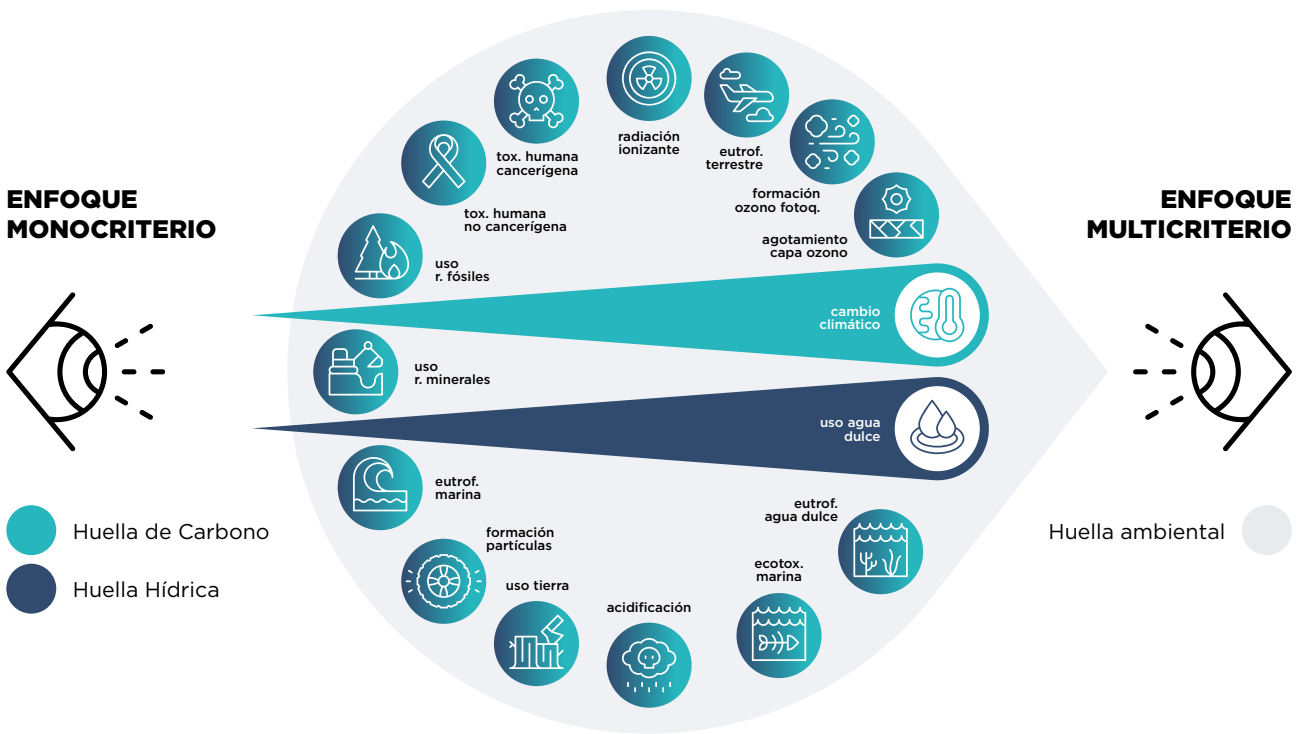 ENFOQUE
MONOCRITERIO
Huella de Carbono
Huella Hídrica
radiación
ionizante
tox. humana
cancerígena
eutrof.
terrestre
tox. humana
no cancerígena
formación
ozono fotoq.
uso
r. fósiles
agotamiento
capa ozono
cambio
climático
uso
r. minerales
uso agua
dulce
eutrof.
marina
eutrof.
agua dulce
formación
partículas
ecotox.
marina
uso tierra
acidificación
ENFOQUE
MULTICRITERIO
Huella ambiental